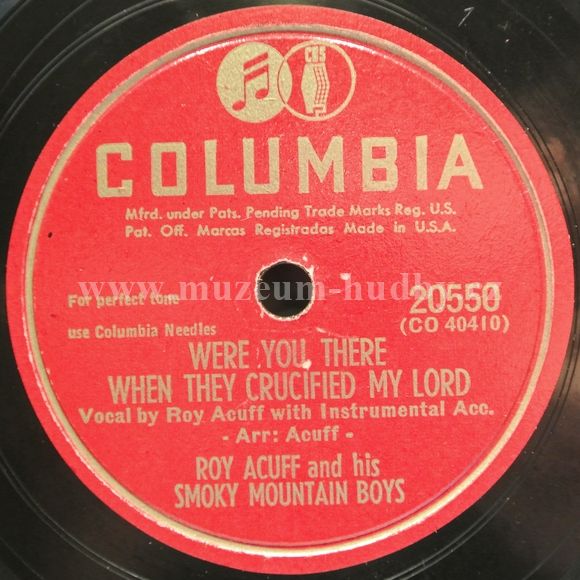 CBS
COLUMBIA
Mfrd. under Pats. Pending Trade Marks Reg. U.S.
Pat. Off. Marcas Registradas Made in U.S.A.
www.muzeum-hudby.cz
For perfect tone
use Columbia Needles
20550
(CO 40410)
WERE YOU THERE
WHEN THEY CRUCIFIED MY LORD
Vocal by Roy Acuff with Instrumental Acc.
- Arr: Acuff -
ROY ACUFF and his
SMOKY MOUNTAIN BOYS